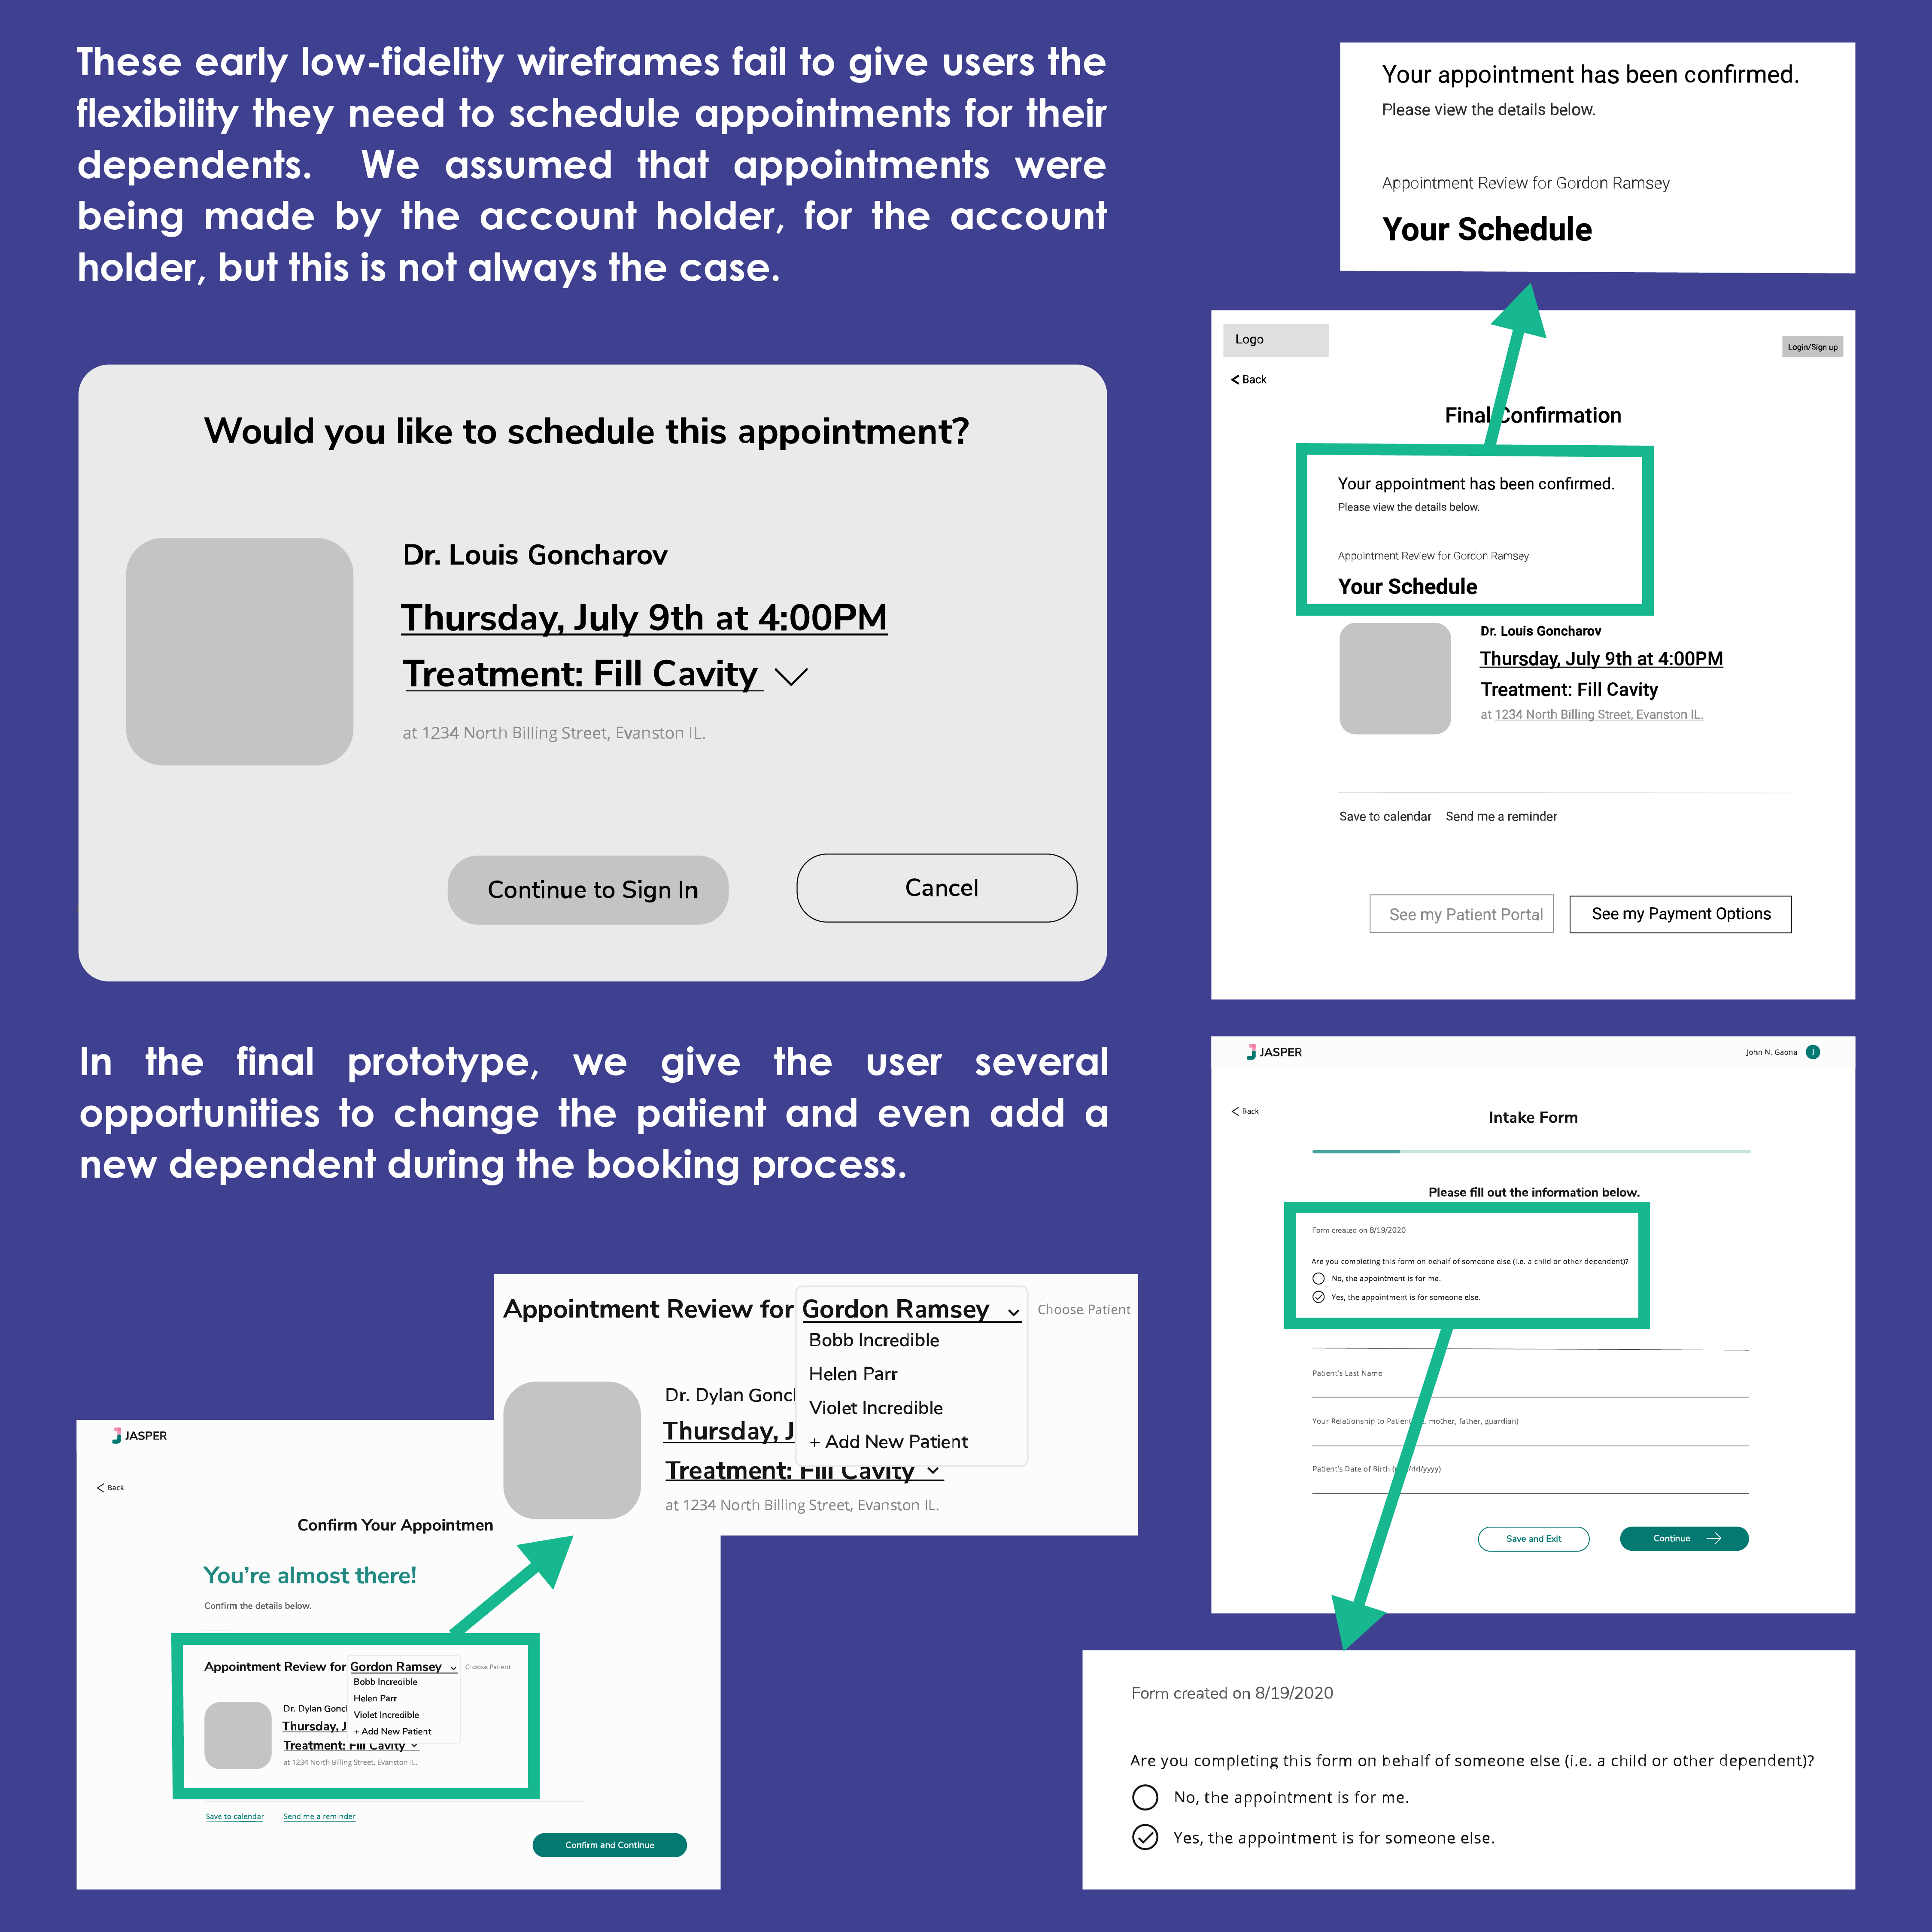 These early low-fidelity wireframes fail to give users the
flexibility they need to schedule appointments for their
dependents. We assumed that appointments were
being made by the account holder, for the account
holder, but this is not always the case.
Your appointment has been confirmed.
Please view the details below.
Appointment Review for Gordon Ramsey
Your Schedule
Would you like to schedule this appointment?
Dr. Louis Goncharov
Thursday, July 9th at 4:00PM
Treatment: Fill Cavity
at 1234 North Billing Street, Evanston IL.
Continue to Sign In
Cancel
Logo
Login/Sign up
< Back
Final Confirmation
Your appointment has been confirmed.
Please view the details below.
Appointment Review for Gordon Ramsey
Your Schedule
Dr. Louis Goncharov
Thursday, July 9th at 4:00PM
Treatment: Fill Cavity
at 1234 North Billing Street, Evanston IL.
Save to calendar Send me a reminder
See my Patient Portal
See my Payment Options
In the final prototype, we give the user several
opportunities to change the patient and even add a
new dependent during the booking process.
Appointment Review for Gordon Ramsey Choose Patient
Bobb Incredible
Helen Parr
Violet Incredible
+ Add New Patient
Dr. Dylan Gonc
Thursday, J
Treatment: Fill Cavity
at 1234 North Billing Street, Evanston IL.
JASPER
< Back
Confirm Your Appointmen
You're almost there!
Confirm the details below.
Appointment Review for Gordon Ramsey Choose Patient
Bobb Incredible
Helen Parr
Violet Incredible
+ Add New Patient
Dr. Dylan Gonc
Thursday, J
Treatment: Fill Cavity
at 1234 North Billing Street, Evanston IL.
Save to calendar Send me a reminder
Confirm and Continue
JASPER
John N. Gaona J
< Back
Intake Form
Please fill out the information below.
Form created on 8/19/2020
Are you completing this form on behalf of someone else (i.e. a child or other dependent)?
No, the appointment is for me.
Yes, the appointment is for someone else.
Patient's Last Name
Your Relationship to Patient mother, father, guardian)
Patient's Date of Birth /dd/yyyy)
Save and Exit
Continue
Form created on 8/19/2020
Are you completing this form on behalf of someone else (i.e. a child or other dependent)?
No, the appointment is for me.
Yes, the appointment is for someone else.